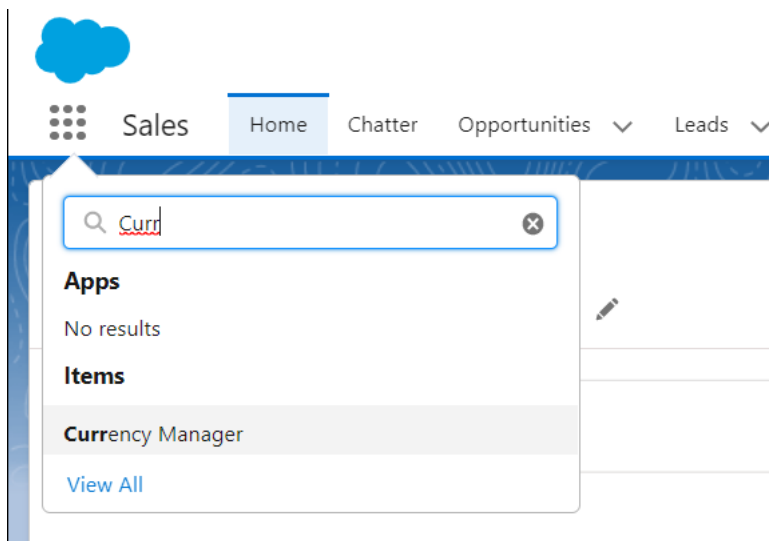 Sales Home Chatter Opportunities Leads
Curr
Apps
No results
Items
Currency Manager
View All